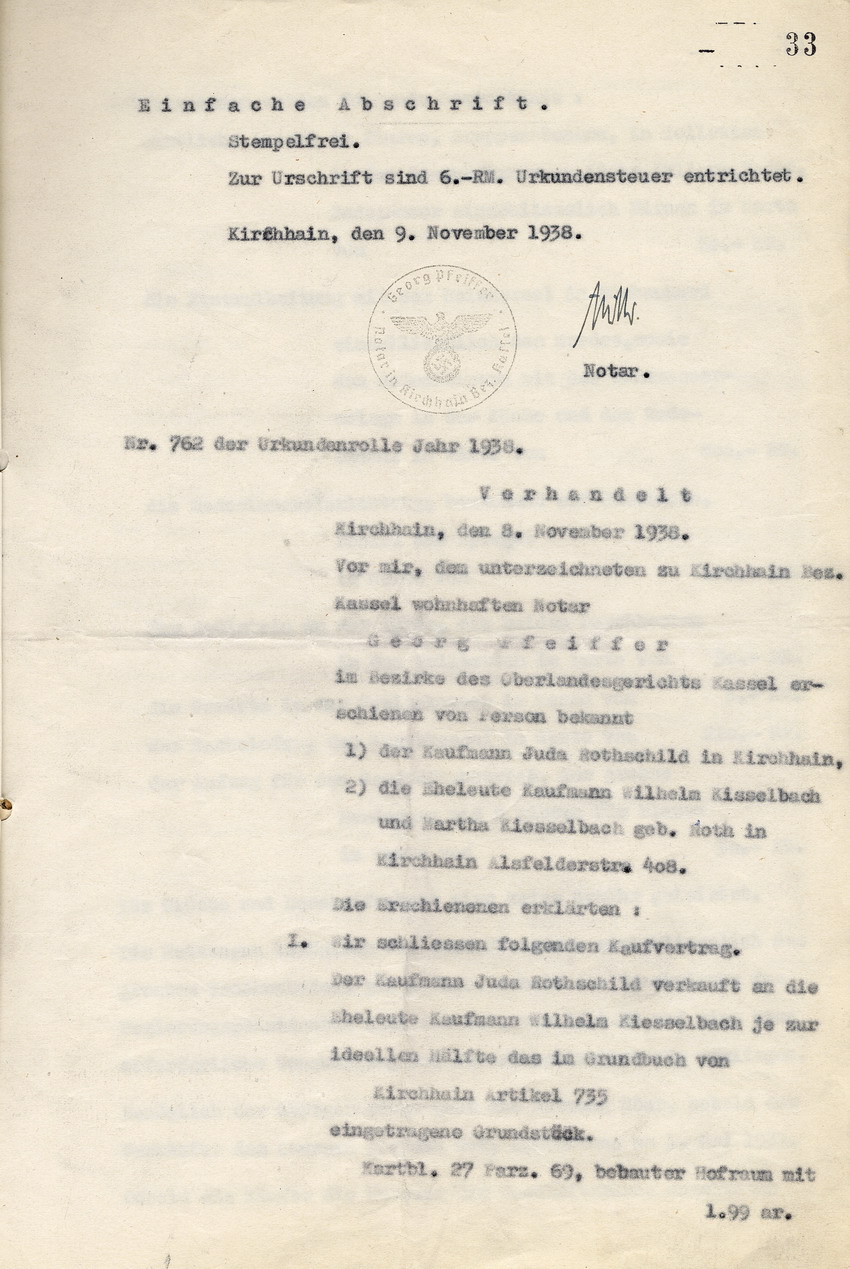 33
Einfache Abschrift.
Stempelfrei.
Zur Urschrift sind 6.-RM. Urkundensteuer entrichtet.
Kirchhain, den 9. November 1938.
Georg Pfeiffer
Notar in Kirchhain Bez. Kassel
Notar.
Nr. 762 der Urkundenrolle Jahr 1938.
Verhandelt
Kirchhain, den 8. November 1938.
Vor mir, dem unterzeichneten zu Kirchhain Bez.
Kassel wohnhaften Notar
Georg Pfeiffer
im Bezirke des Oberlandesgerichts Kassel er-
schienen von Person bekannt
1) der Kaufmann Juda Rothschild in Kirchhain,
2) die Eheleute Kaufmann Wilhelm Kisselbach
und Martha Kiesselbach geb. Roth in
Kirchhain Alsfelderstr. 408.
Die Erschienenen erklärten :
I. Wir schliessen folgenden Kaufvertrag.
Der Kaufmann Juda Rothschild verkauft an die
Eheleute Kaufmann Wilhelm Kiesselbach je zur
ideellen Hälfte das im Grundbuch von
Kirchhain Artikel 735
eingetragene Grundstück.
Kartbl. 27 Parz. 69, bebauter Hofraum mit
1.99 ar.